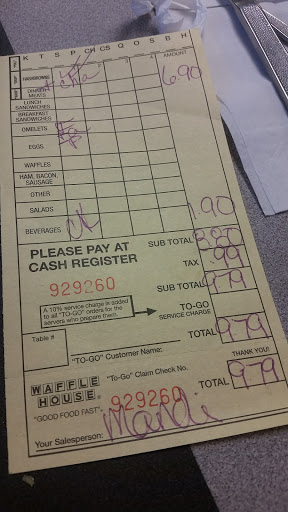 K T S P CH CS Q O S B H
AMOUNT
HASHBROWNS 6.90
DINNER MEATS
LUNCH SANDWICHES
BREAKFAST SANDWICHES
OMELETS
EGGS
WAFFLES
HAM, BACON, SAUSAGE
OTHER
SALADS
BEVERAGES 1.90
PLEASE PAY AT CASH REGISTER
SUB TOTAL 8.80
TAX .99
929260
SUB TOTAL 9.79
A 10% service charge is added to all "TO-GO" orders for the servers who prepare them.
TO-GO SERVICE CHARGE
Table #
TOTAL 9.79
"TO-GO" Customer Name:
THANK YOU!
WAFFLE HOUSE®
"To-Go" Claim Check No.
TOTAL 9.79
"GOOD FOOD FAST"
929260
Your Salesperson: Mandi